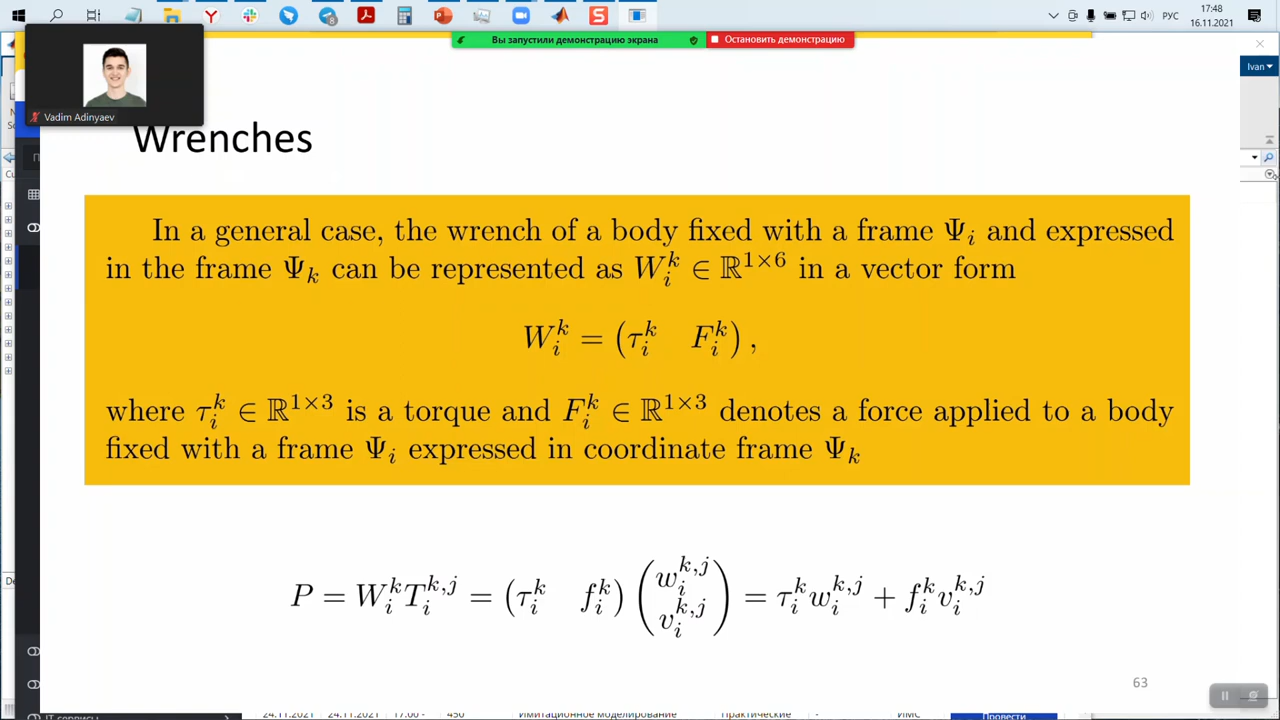 17:48
РУС
16.11.2021
Вы запустили демонстрацию экрана
Остановить демонстрацию
Ivan
Vadim Adinyaev
Wrenches
In a general case, the wrench of a body fixed with a frame Ψ_i and expressed
in the frame Ψ_k can be represented as W_i^k ∈ ℝ^{1×6} in a vector form
W_i^k = (τ_i^k F_i^k),
where τ_i^k ∈ ℝ^{1×3} is a torque and F_i^k ∈ ℝ^{1×3} denotes a force applied to a body
fixed with a frame Ψ_i expressed in coordinate frame Ψ_k
P = W_i^k T_i^{k,j} = (τ_i^k f_i^k) (w_i^{k,j} v_i^{k,j}) = τ_i^k w_i^{k,j} + f_i^k v_i^{k,j}
63
IT сервисы 24.11.2021 24.11.2021 17:00 - 450 Имитационное моделирование Практические - ИМС Провести